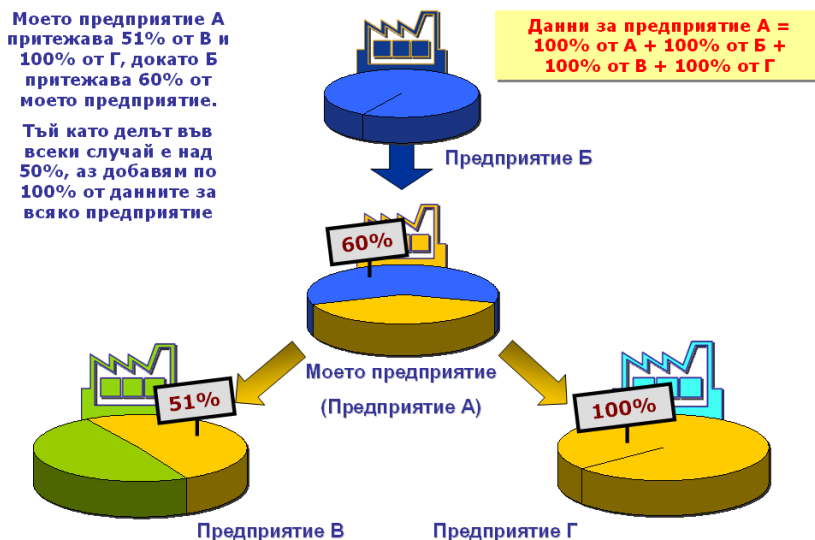 Моето предприятие А
притежава 51% от В и
100% от Г, докато Б
притежава 60% от
моето предприятие.
Тъй като делът във
всеки случай е над
50%, аз добавям по
100% от данните за
всяко предприятие
Данни за предприятие А =
100% от А + 100% от Б +
100% от В + 100% от Г
Предприятие Б
60%
Моето предприятие
(Предприятие А)
51%
100%
Предприятие В
Предприятие Г